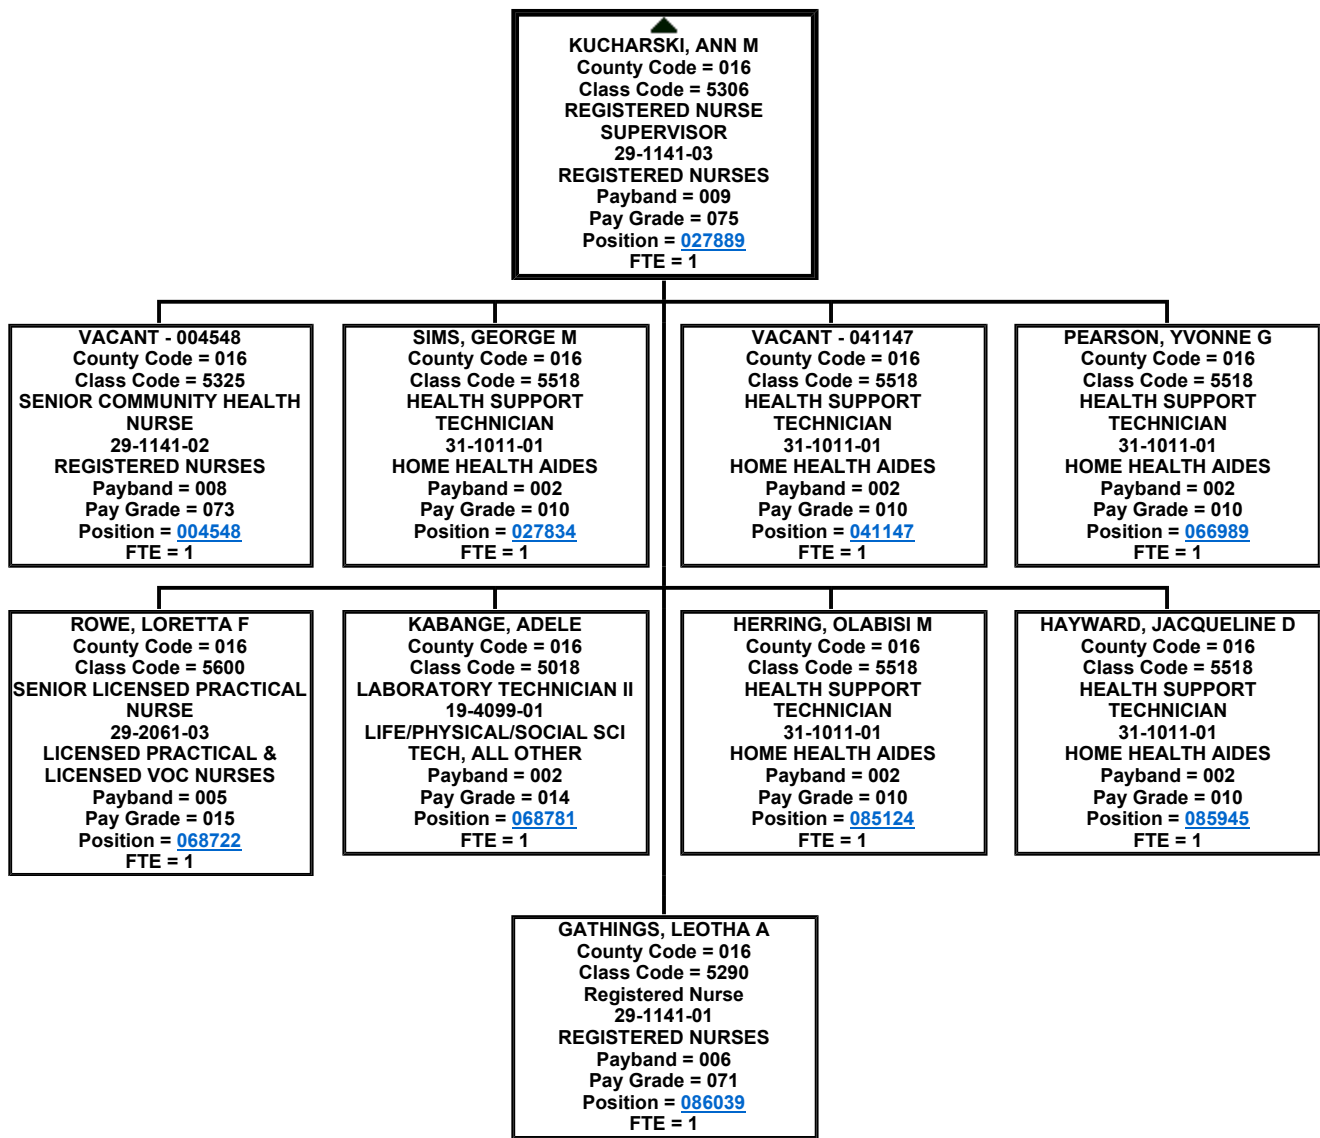 KUCHARSKI, ANN M
County Code = 016
Class Code = 5306
REGISTERED NURSE
SUPERVISOR
29-1141-03
REGISTERED NURSES
Payband = 009
Pay Grade = 075
Position = 027889
FTE = 1
VACANT - 004548
County Code = 016
Class Code = 5325
SENIOR COMMUNITY HEALTH
NURSE
29-1141-02
REGISTERED NURSES
Payband = 008
Pay Grade = 073
Position = 004548
FTE = 1
SIMS, GEORGE M
County Code = 016
Class Code = 5518
HEALTH SUPPORT
TECHNICIAN
31-1011-01
HOME HEALTH AIDES
Payband = 002
Pay Grade = 010
Position = 027834
FTE = 1
VACANT - 041147
County Code = 016
Class Code = 5518
HEALTH SUPPORT
TECHNICIAN
31-1011-01
HOME HEALTH AIDES
Payband = 002
Pay Grade = 010
Position = 041147
FTE = 1
PEARSON, YVONNE G
County Code = 016
Class Code = 5518
HEALTH SUPPORT
TECHNICIAN
31-1011-01
HOME HEALTH AIDES
Payband = 002
Pay Grade = 010
Position = 066989
FTE = 1
ROWE, LORETTA F
County Code = 016
Class Code = 5600
SENIOR LICENSED PRACTICAL
NURSE
29-2061-03
LICENSED PRACTICAL &
LICENSED VOC NURSES
Payband = 005
Pay Grade = 015
Position = 068722
FTE = 1
KABANGE, ADELE
County Code = 016
Class Code = 5018
LABORATORY TECHNICIAN II
19-4099-01
LIFE/PHYSICAL/SOCIAL SCI
TECH, ALL OTHER
Payband = 002
Pay Grade = 014
Position = 068781
FTE = 1
HERRING, OLABISI M
County Code = 016
Class Code = 5518
HEALTH SUPPORT
TECHNICIAN
31-1011-01
HOME HEALTH AIDES
Payband = 002
Pay Grade = 010
Position = 085124
FTE = 1
HAYWARD, JACQUELINE D
County Code = 016
Class Code = 5518
HEALTH SUPPORT
TECHNICIAN
31-1011-01
HOME HEALTH AIDES
Payband = 002
Pay Grade = 010
Position = 085945
FTE = 1
GATHINGS, LEOTHA A
County Code = 016
Class Code = 5290
Registered Nurse
29-1141-01
REGISTERED NURSES
Payband = 006
Pay Grade = 071
Position = 086039
FTE = 1